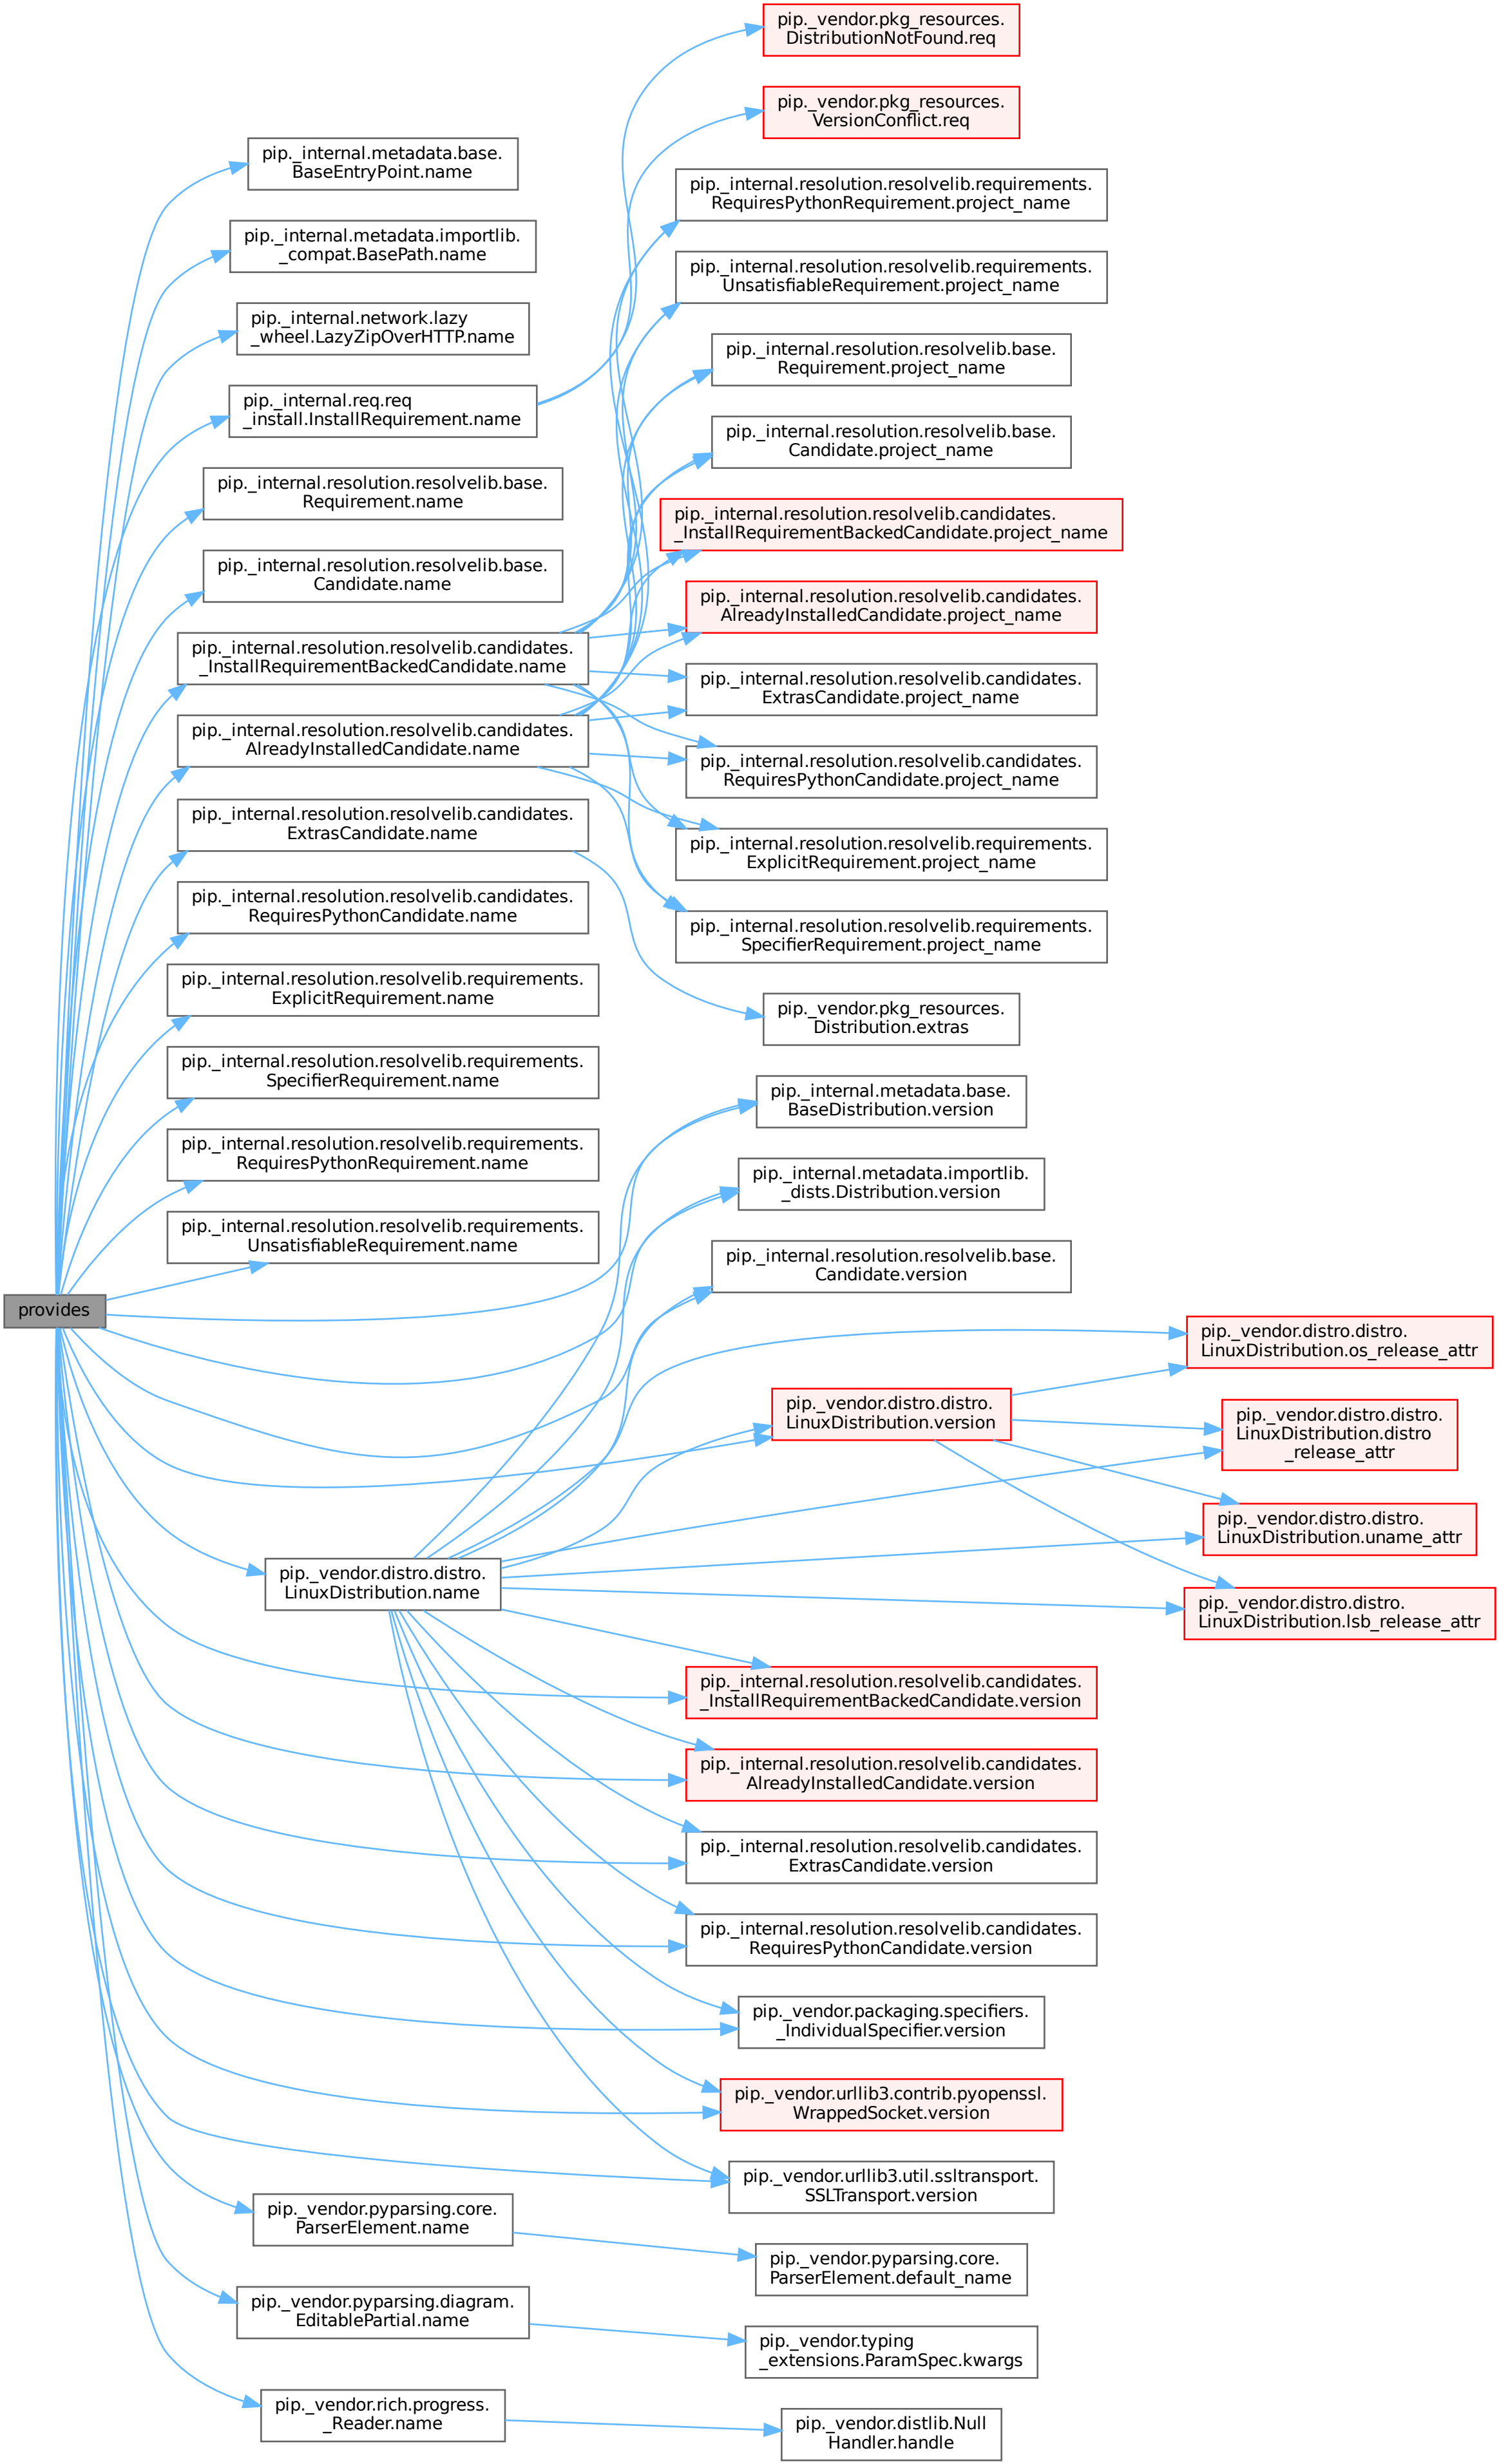 provides
pip._internal.metadata.base.
BaseEntryPoint.name
pip._internal.metadata.importlib.
_compat.BasePath.name
pip._internal.network.lazy
_wheel.LazyZipOverHTTP.name
pip._internal.req.req
_install.InstallRequirement.name
pip._internal.resolution.resolvelib.base.
Requirement.name
pip._internal.resolution.resolvelib.base.
Candidate.name
pip._internal.resolution.resolvelib.candidates.
_InstallRequirementBackedCandidate.name
pip._internal.resolution.resolvelib.candidates.
AlreadyInstalledCandidate.name
pip._internal.resolution.resolvelib.candidates.
ExtrasCandidate.name
pip._internal.resolution.resolvelib.candidates.
RequiresPythonCandidate.name
pip._internal.resolution.resolvelib.requirements.
ExplicitRequirement.name
pip._internal.resolution.resolvelib.requirements.
SpecifierRequirement.name
pip._internal.resolution.resolvelib.requirements.
RequiresPythonRequirement.name
pip._internal.resolution.resolvelib.requirements.
UnsatisfiableRequirement.name
pip._vendor.distro.distro.
LinuxDistribution.name
pip._vendor.pyparsing.core.
ParserElement.name
pip._vendor.pyparsing.diagram.
EditablePartial.name
pip._vendor.rich.progress.
_Reader.name
pip._vendor.pkg_resources.
DistributionNotFound.req
pip._vendor.pkg_resources.
VersionConflict.req
pip._internal.resolution.resolvelib.requirements.
RequiresPythonRequirement.project_name
pip._internal.resolution.resolvelib.requirements.
UnsatisfiableRequirement.project_name
pip._internal.resolution.resolvelib.base.
Requirement.project_name
pip._internal.resolution.resolvelib.base.
Candidate.project_name
pip._internal.resolution.resolvelib.candidates.
_InstallRequirementBackedCandidate.project_name
pip._internal.resolution.resolvelib.candidates.
AlreadyInstalledCandidate.project_name
pip._internal.resolution.resolvelib.candidates.
ExtrasCandidate.project_name
pip._internal.resolution.resolvelib.candidates.
RequiresPythonCandidate.project_name
pip._internal.resolution.resolvelib.requirements.
ExplicitRequirement.project_name
pip._internal.resolution.resolvelib.requirements.
SpecifierRequirement.project_name
pip._vendor.pkg_resources.
Distribution.extras
pip._internal.metadata.base.
BaseDistribution.version
pip._internal.metadata.importlib.
_dists.Distribution.version
pip._internal.resolution.resolvelib.base.
Candidate.version
pip._vendor.distro.distro.
LinuxDistribution.version
pip._internal.resolution.resolvelib.candidates.
_InstallRequirementBackedCandidate.version
pip._internal.resolution.resolvelib.candidates.
AlreadyInstalledCandidate.version
pip._internal.resolution.resolvelib.candidates.
ExtrasCandidate.version
pip._internal.resolution.resolvelib.candidates.
RequiresPythonCandidate.version
pip._vendor.packaging.specifiers.
_IndividualSpecifier.version
pip._vendor.urllib3.contrib.pyopenssl.
WrappedSocket.version
pip._vendor.urllib3.util.ssltransport.
SSLTransport.version
pip._vendor.pyparsing.core.
ParserElement.default_name
pip._vendor.typing
_extensions.ParamSpec.kwargs
pip._vendor.distlib.Null
Handler.handle
pip._vendor.distro.distro.
LinuxDistribution.os_release_attr
pip._vendor.distro.distro.
LinuxDistribution.distro
_release_attr
pip._vendor.distro.distro.
LinuxDistribution.uname_attr
pip._vendor.distro.distro.
LinuxDistribution.lsb_release_attr